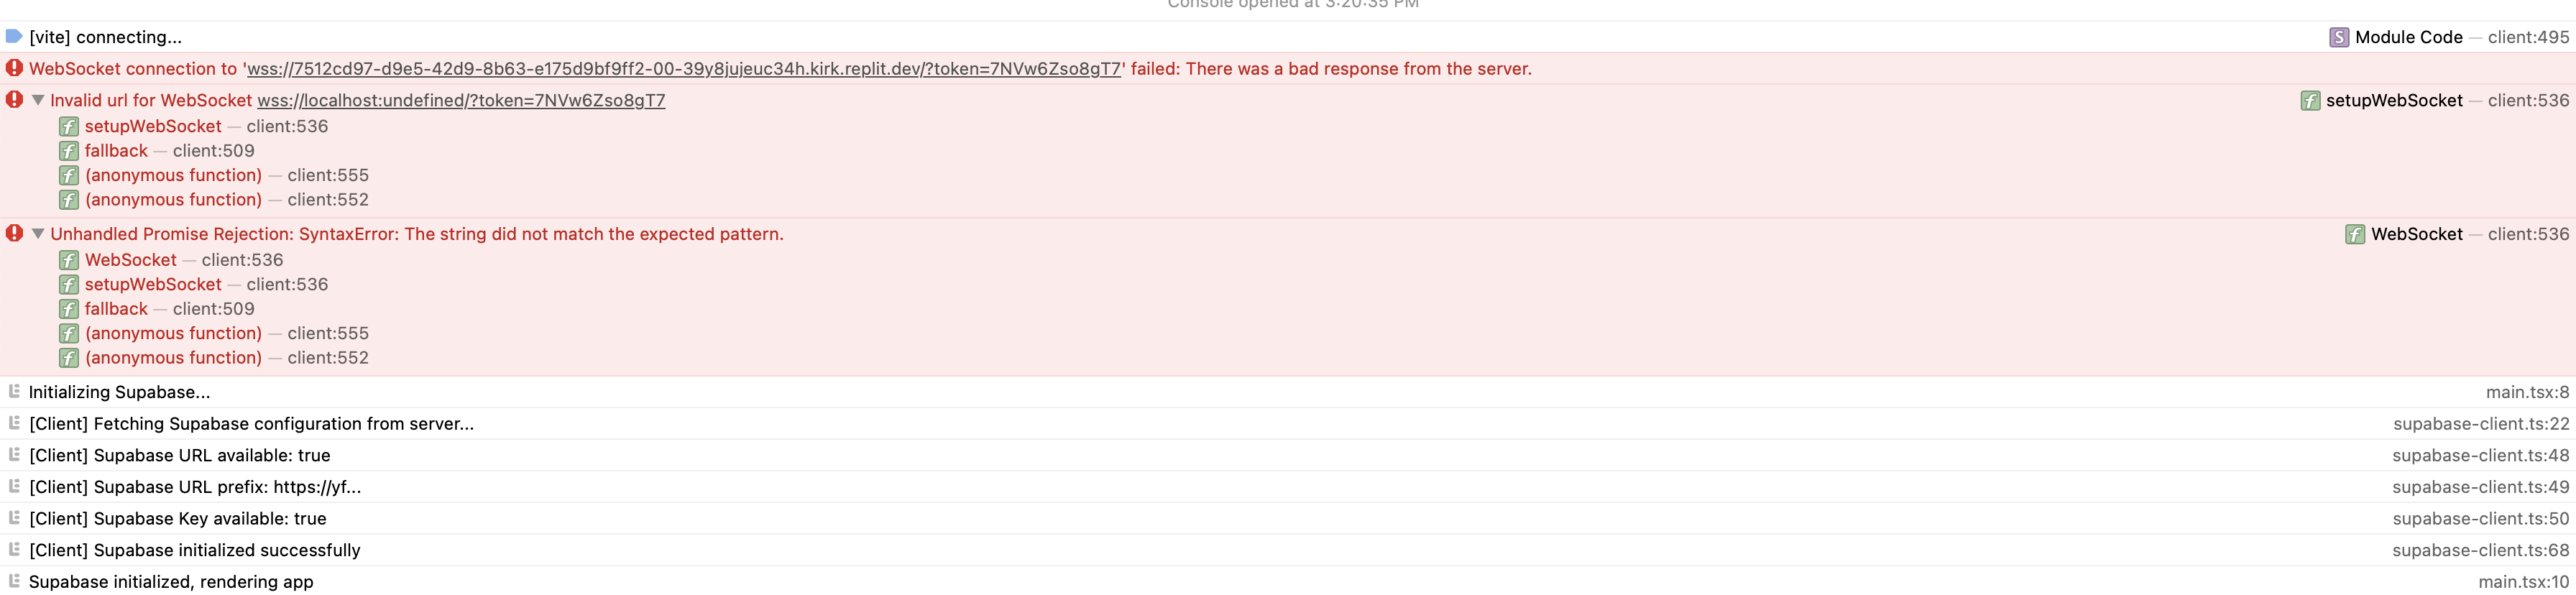 Console opened at 3:20:35 PM
[vite] connecting...
S Module Code — client:495
WebSocket connection to 'wss://7512cd97-d9e5-42d9-8b63-e175d9bf9ff2-00-39y8jujeuc34h.kirk.replit.dev/?token=7NVw6Zso8gT7' failed: There was a bad response from the server.
Invalid url for WebSocket wss://localhost:undefined/?token=7NVw6Zso8gT7
f setupWebSocket — client:536
f setupWebSocket — client:536
f fallback — client:509
f (anonymous function) — client:555
f (anonymous function) — client:552
Unhandled Promise Rejection: SyntaxError: The string did not match the expected pattern.
f WebSocket — client:536
f WebSocket — client:536
f setupWebSocket — client:536
f fallback — client:509
f (anonymous function) — client:555
f (anonymous function) — client:552
Initializing Supabase...
main.tsx:8
[Client] Fetching Supabase configuration from server...
supabase-client.ts:22
[Client] Supabase URL available: true
supabase-client.ts:48
[Client] Supabase URL prefix: https://yf...
supabase-client.ts:49
[Client] Supabase Key available: true
supabase-client.ts:50
[Client] Supabase initialized successfully
supabase-client.ts:68
Supabase initialized, rendering app
main.tsx:10